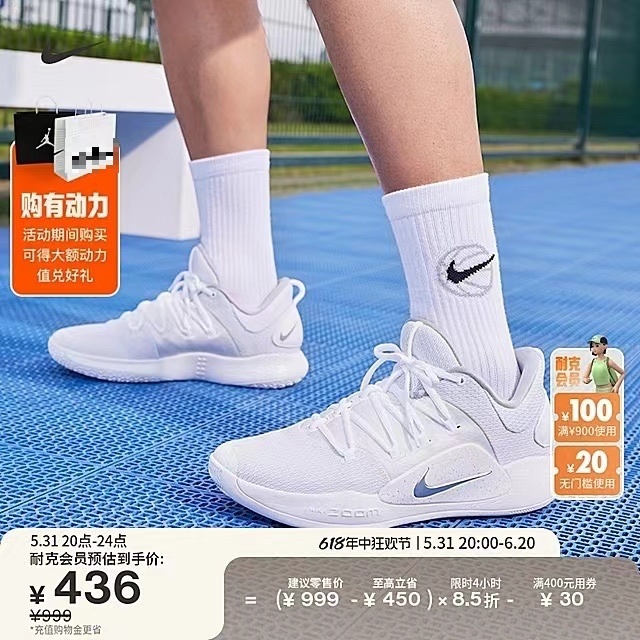 购有动力
活动期间购买
可得大额动力
值兑好礼
耐克
会员
¥100
满¥900使用
¥20
无门槛使用
ZOOM
5.31 20点-24点
618年中狂欢节 | 5.31 20:00-6.20
耐克会员预估到手价:
¥436
¥999
*充值购物金更省
建议零售价 至高立省 限时4小时 满400元用券
= (¥ 999 - ¥ 450) × 8.5折 - ¥ 30